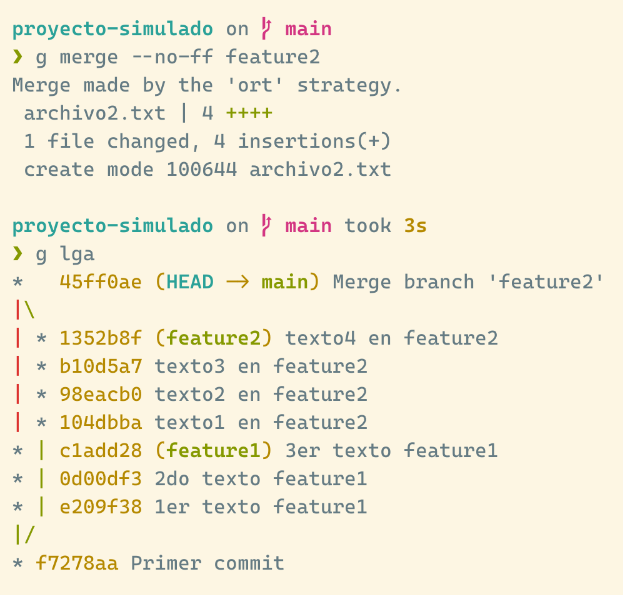 proyecto-simulado on main
❯ g merge --no-ff feature2
Merge made by the 'ort' strategy.
 archivo2.txt | 4 ++++
 1 file changed, 4 insertions(+)
 create mode 100644 archivo2.txt

proyecto-simulado on main took 3s
❯ g lga
*   45ff0ae (HEAD -> main) Merge branch 'feature2'
|\
| * 1352b8f (feature2) texto4 en feature2
| * b10d5a7 texto3 en feature2
| * 98eacb0 texto2 en feature2
| * 104dbba texto1 en feature2
* | c1add28 (feature1) 3er texto feature1
* | 0d00df3 2do texto feature1
* | e209f38 1er texto feature1
|/
* f7278aa Primer commit